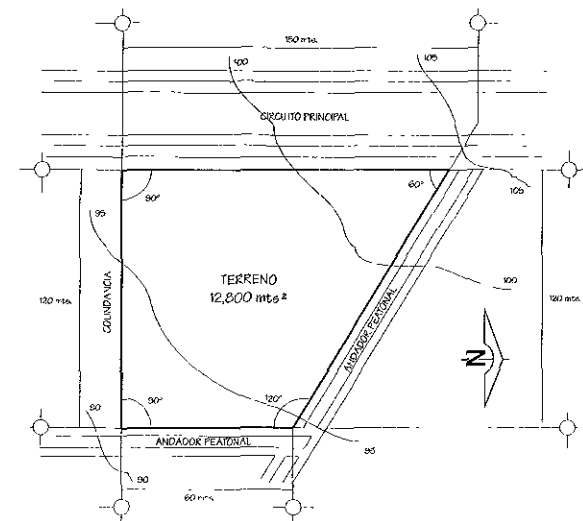 150 mts.
100
105
CIRCUITO PRINCIPAL
90°
60°
105
95
120 mts.
COLINDANCIA
TERRENO
12,800 mts²
100
120 mts.
ANDADOR PEATONAL
N
90°
120°
90
ANDADOR PEATONAL
95
90
60 mts.